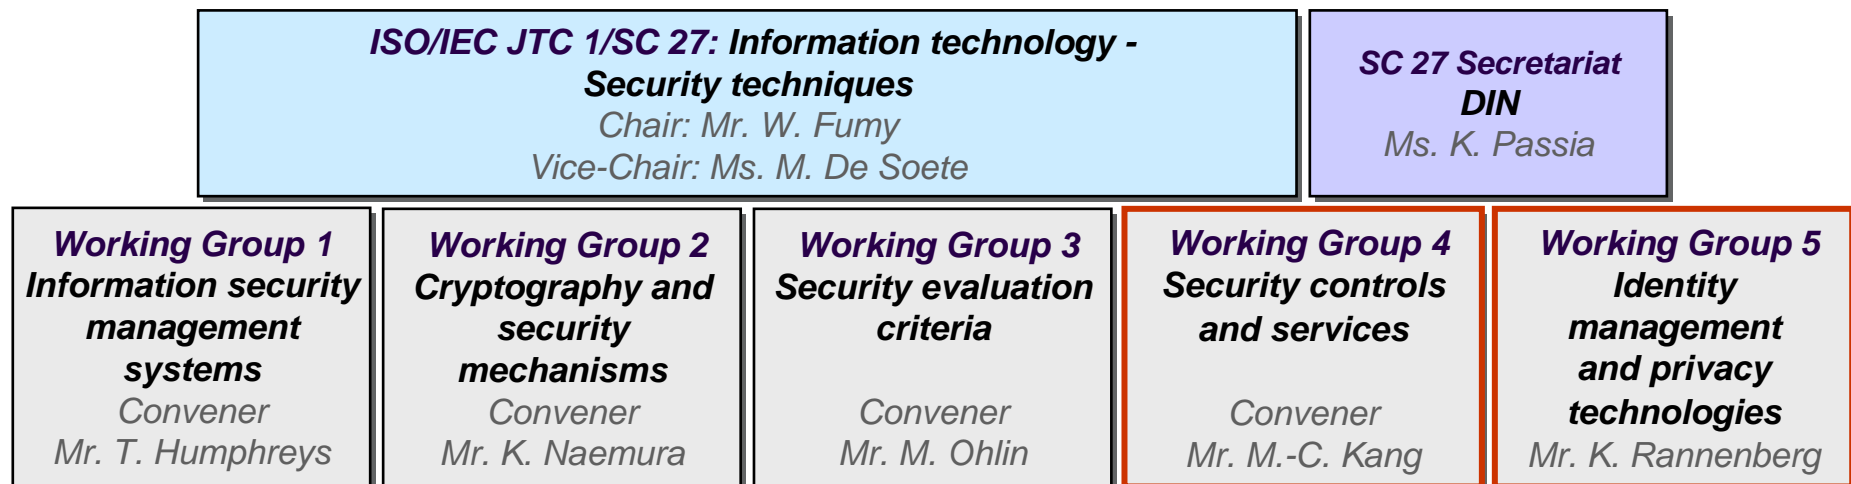 ISO/IEC JTC 1/SC 27: Information technology -
Security techniques
Chair: Mr. W. Fumy
Vice-Chair: Ms. M. De Soete
SC 27 Secretariat
DIN
Ms. K. Passia
Working Group 1
Information security
management
systems
Convener
Mr. T. Humphreys
Working Group 2
Cryptography and
security
mechanisms
Convener
Mr. K. Naemura
Working Group 3
Security evaluation
criteria
Convener
Mr. M. Ohlin
Working Group 4
Security controls
and services
Convener
Mr. M.-C. Kang
Working Group 5
Identity
management
and privacy
technologies
Mr. K. Rannenberg